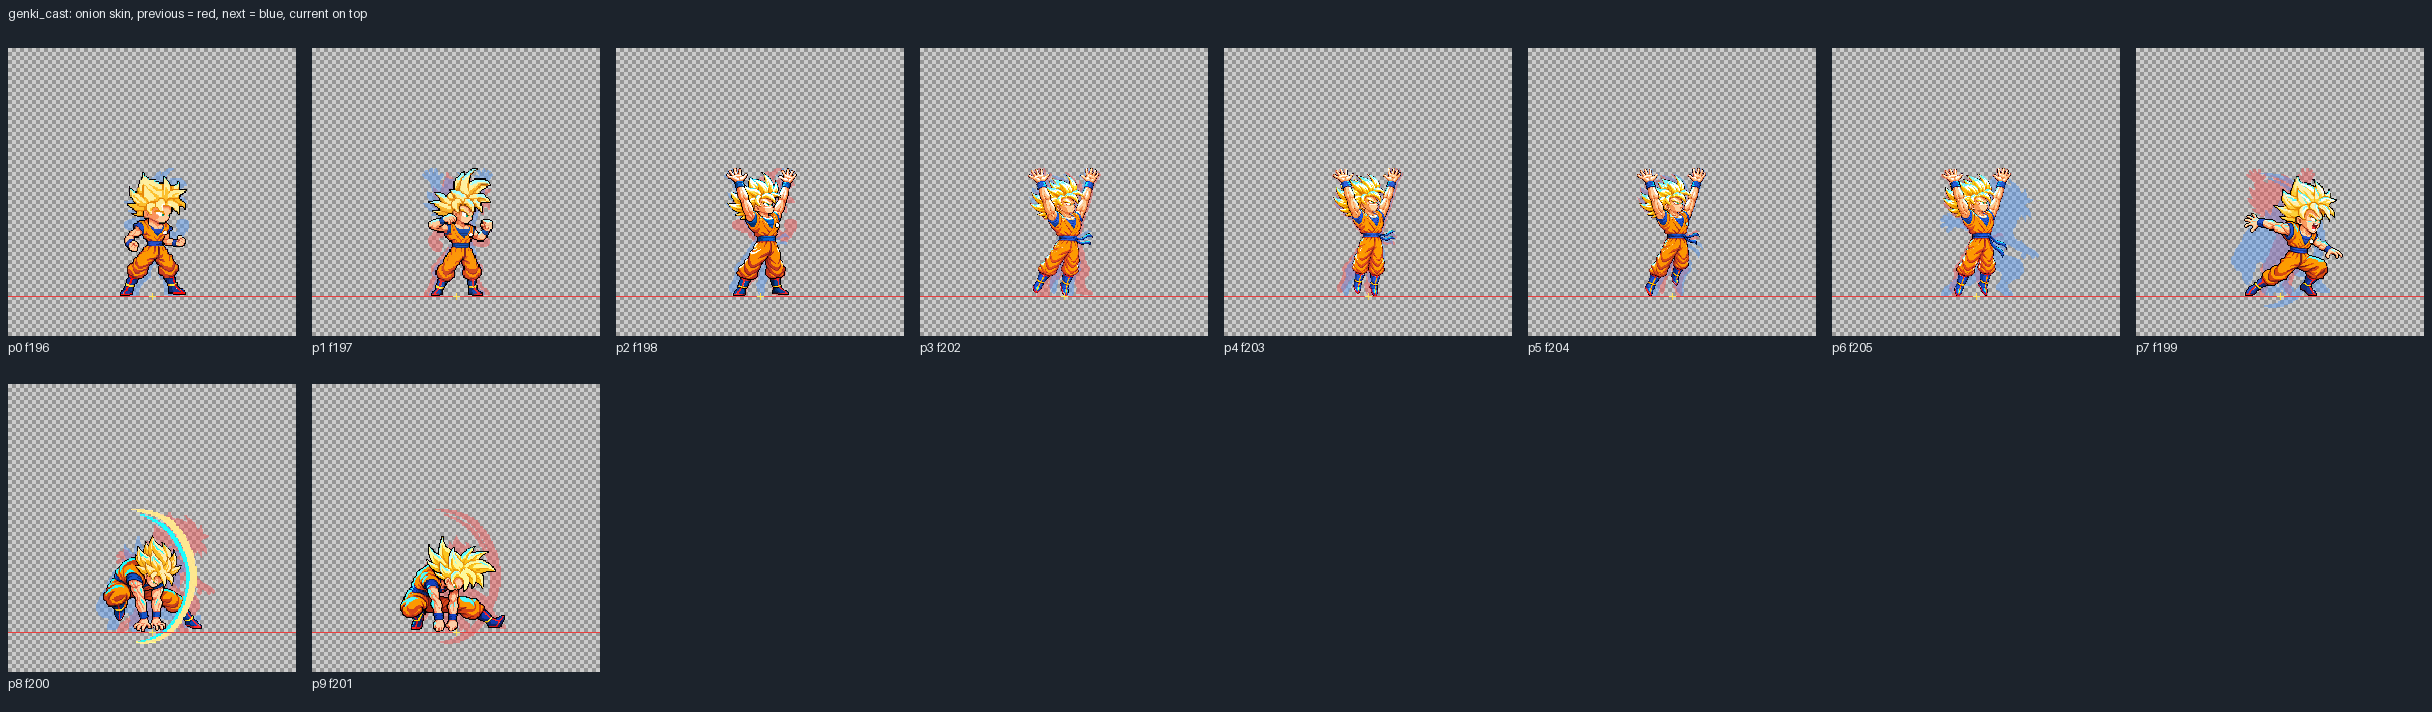 genki_cast: onion skin, previous = red, next = blue, current on top
p0 f196
p1 f197
p2 f198
p3 f202
p4 f203
p5 f204
p6 f205
p7 f199
p8 f200
p9 f201